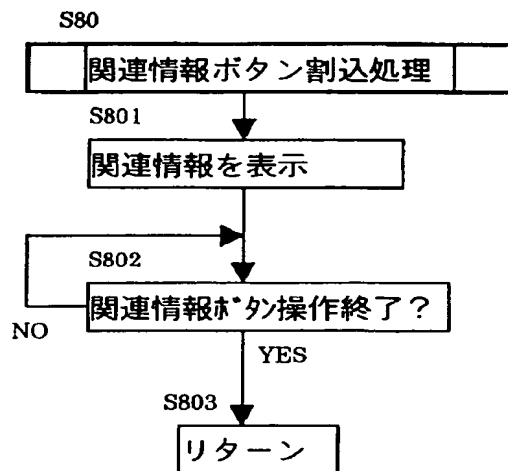 S80
関連情報ボタン割込処理
S801
関連情報を表示
S802
関連情報ﾎﾞﾀﾝ操作終了？
NO
YES
S803
リターン